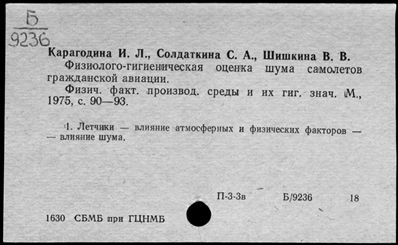 Б
9236
Карагодина И. Л., Солдаткина С. А., Шишкина В. В.
Физиолого-гигиеническая оценка шума самолетов
гражданской авиации.
Физич. факт. производ. среды и их гиг. знач. М.,
1975, с. 90—93.
1. Летчики — влияние атмосферных и физических факторов —
— влияние шума.
П-3-3в Б/9236 18
1630 СБМБ при ГЦНМБ